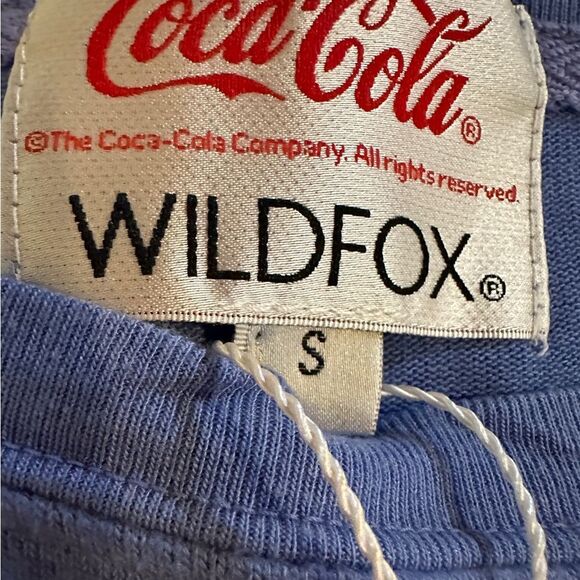 Coca-Cola®
©The Coca-Cola Company. All rights reserved.
WILDFOX®
S